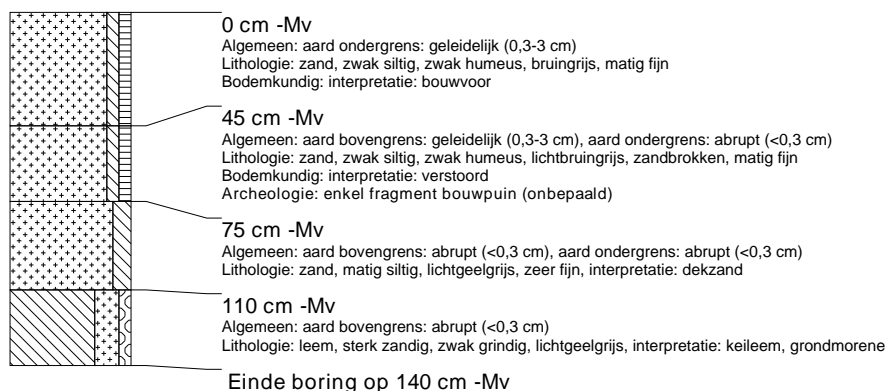 0 cm -Mv
Algemeen: aard ondergrens: geleidelijk (0,3-3 cm)
Lithologie: zand, zwak siltig, zwak humeus, bruingrijs, matig fijn
Bodemkundig: interpretatie: bouwvoor
45 cm -Mv
Algemeen: aard bovengrens: geleidelijk (0,3-3 cm), aard ondergrens: abrupt (<0,3 cm)
Lithologie: zand, zwak siltig, zwak humeus, lichtbruingrijs, zandbrokken, matig fijn
Bodemkundig: interpretatie: verstoord
Archeologie: enkel fragment bouwpuin (onbepaald)
75 cm -Mv
Algemeen: aard bovengrens: abrupt (<0,3 cm), aard ondergrens: abrupt (<0,3 cm)
Lithologie: zand, matig siltig, lichtgeelgrijs, zeer fijn, interpretatie: dekzand
110 cm -Mv
Algemeen: aard bovengrens: abrupt (<0,3 cm)
Lithologie: leem, sterk zandig, zwak grindig, lichtgeelgrijs, interpretatie: keileem, grondmorene
Einde boring op 140 cm -Mv